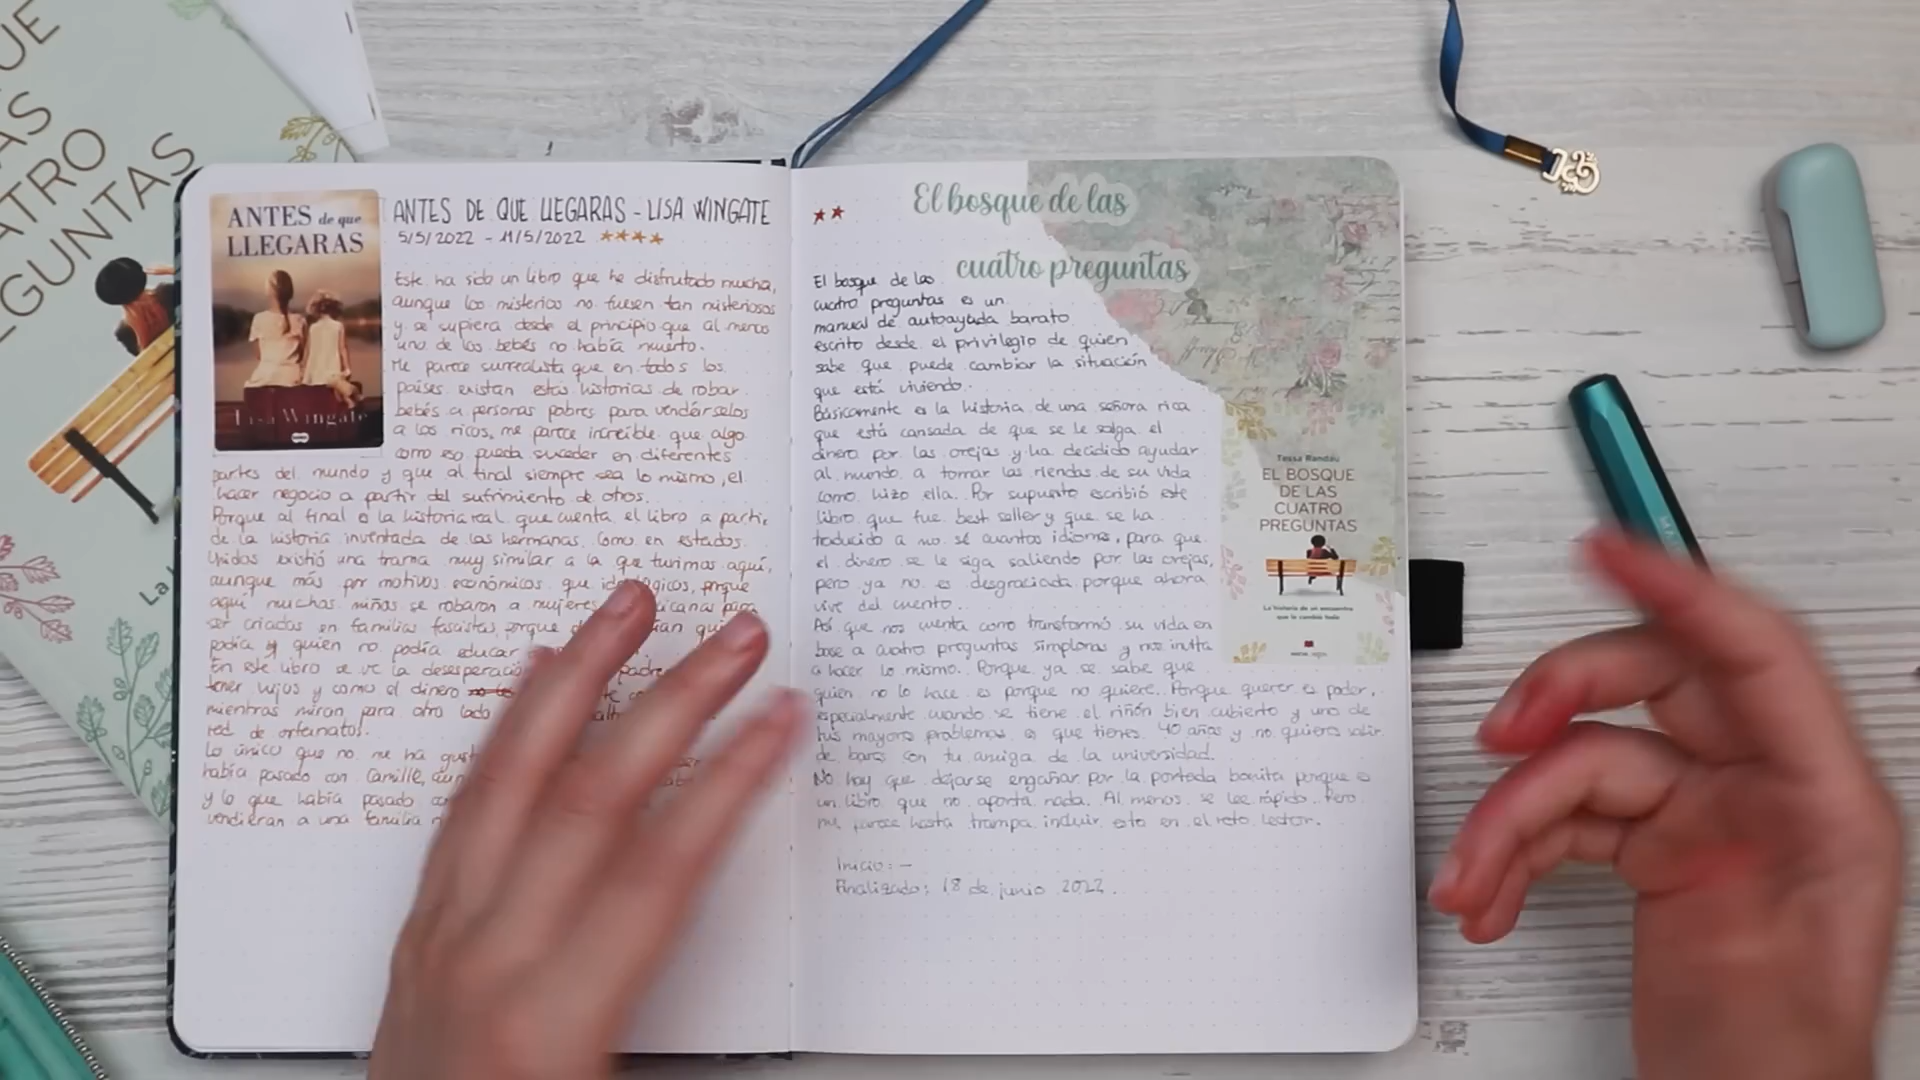 UE
AS
ATRO
EGUNTAS
La
ANTES de que
LLEGARAS
Lisa Wingate
ANTES DE QUE LLEGARAS - LISA WINGATE
5/5/2022 - 11/5/2022 ★★★★
Este ha sido un libro que he disfrutado mucho,
aunque los misterios no fuesen tan misteriosos
y se supiera desde el principio que al menos
uno de los bebés no había muerto.
Me parece surrealista que en todos los
países existan estas historias de robar
bebés a personas pobres para vendérselos
a los ricos, me parece increíble que algo
como eso pueda suceder en diferentes
partes del mundo y que al final siempre sea lo mismo, el
hacer negocio a partir del sufrimiento de otros.
Porque al final es la historia real que cuenta el libro a partir
de la historia inventada de las hermanas. Como en estados
Unidos existió una trama muy similar a la que tuvimos aquí,
aunque más por motivos económicos que ideológicos, porque
aquí muchos niños se robaron a mujeres para
ser criados en familias fascistas, porque
podía y quien no podía educar
En este libro se ve la desesperación
tener hijos y como el dinero
mientras miran para otro lado
red de orfanatos.
Lo único que no me ha
había pasado con Camille,
y lo que había pasado
vendieran a una familia
★★
El bosque de las
cuatro preguntas
El bosque de las
cuatro preguntas es un
manual de autoayuda barato
escrito desde el privilegio de quien
sabe que puede cambiar la situación
que está viviendo.
Básicamente es la historia de una señora rica
que está cansada de que se le salga el
dinero por las orejas y ha decidido ayudar
al mundo a tomar las riendas de su vida
como hizo ella. Por supuesto escribió este
libro que fue best seller y que se ha
traducido a no sé cuantos idiomas, para que
el dinero se le siga saliendo por las orejas,
pero ya no es desgraciada porque ahora
vive del cuento.
Así que nos cuenta como transformó su vida en
base a cuatro preguntas simplonas y nos invita
a hacer lo mismo. Porque ya se sabe que
quien no lo hace es porque no quiere. Porque querer es poder,
especialmente cuando se tiene el riñón bien cubierto y uno de
tus mayores problemas es que tienes 40 años y no quieres salir
de bares con tu amiga de la universidad.
No hay que dejarse engañar por la portada bonita porque es
un libro que no aporta nada. Al menos se lee rápido. Pero
me parece hasta trampa incluir esto en el reto lector.
Inicio: -
Finalizado: 18 de junio 2022.
Tessa Randau
EL BOSQUE
DE LAS
CUATRO
PREGUNTAS
La historia de un encuentro
que lo cambia todo